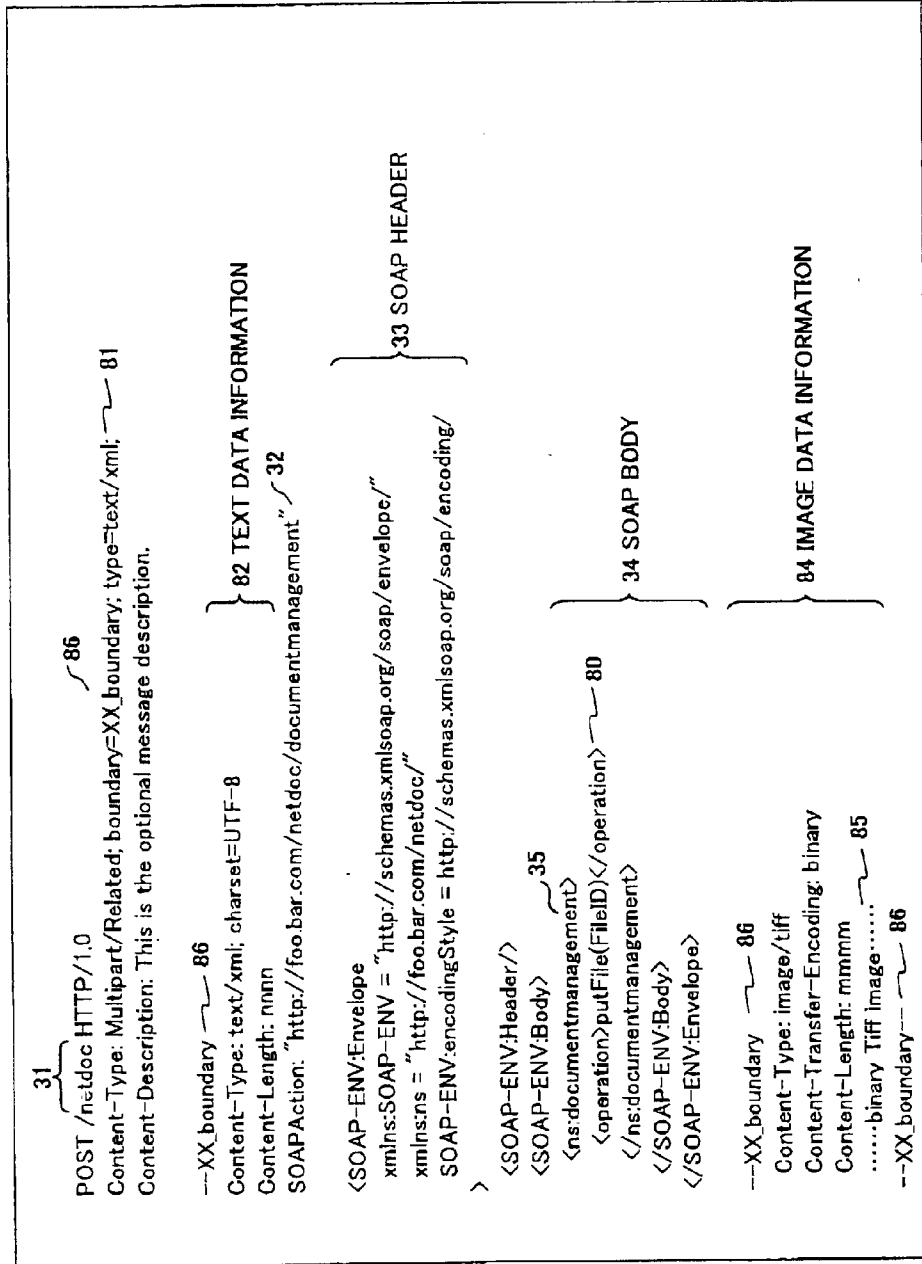 31
POST /netdoc HTTP/1.0
86
Content-Type: Multipart/Related; boundary=XX_boundary; type=text/xml; 81
Content-Description: This is the optional message description.
---XX_boundary 86
Content-Type: text/xml; charset=UTF-8
Content-Length: nnnn
82 TEXT DATA INFORMATION
SOAPAction: "http://foo.bar.com/netdoc/documentmanagement" 32
<SOAP-ENV:Envelope
xmlns:SOAP-ENV = "http://schemas.xmlsoap.org/soap/envelope/"
xmlns:ns = "http://foo.bar.com/netdoc/"
SOAP-ENV:encodingStyle = http://schemas.xmlsoap.org/soap/encoding/
>
33 SOAP HEADER
<SOAP-ENV:Header/>
<SOAP-ENV:Body>
<ns:documentmanagement> 35
<operation>putFile(FileID)</operation> 80
</ns:documentmanagement>
</SOAP-ENV:Body>
</SOAP-ENV:Envelope>
34 SOAP BODY
---XX_boundary 86
Content-Type: image/tiff
Content-Transfer-Encoding: binary
Content-Length: mmmm
......binary Tiff image...... 85
--XX_boundary--- 86
84 IMAGE DATA INFORMATION